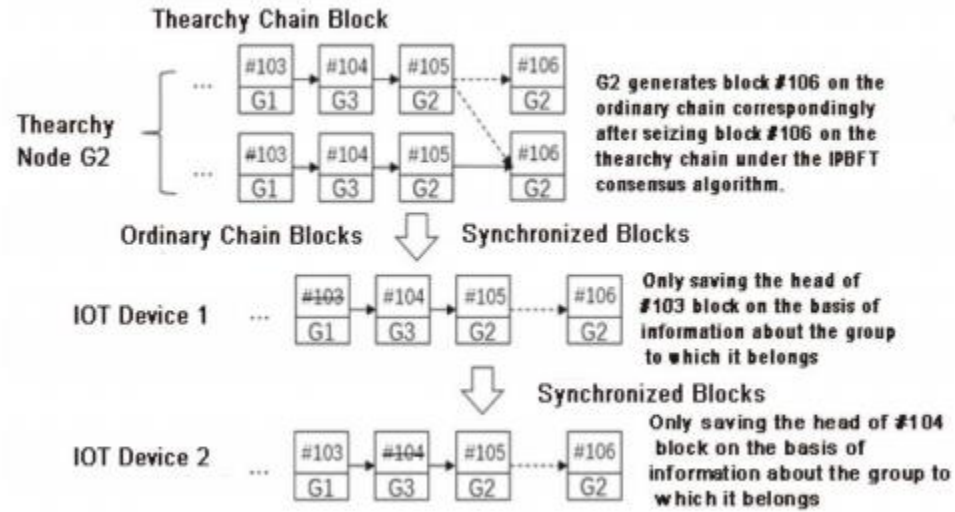 Thearchy Chain Block
... #103 #104 #105 #106
G1 G3 G2 G2
Thearchy
Node G2
... #103 #104 #105 #106
G1 G3 G2 G2
G2 generates block #106 on the
ordinary chain correspondingly
after seizing block #106 on the
thearchy chain under the IPBFT
consensus algorithm.
Ordinary Chain Blocks
Synchronized Blocks
IOT Device 1
... #103 #104 #105 #106
G1 G3 G2 G2
Only saving the head of
#103 block on the basis of
information about the group
to which it belongs
Synchronized Blocks
IOT Device 2
... #103 #104 #105 #106
G1 G3 G2 G2
Only saving the head of #104
block on the basis of
information about the group to
which it belongs